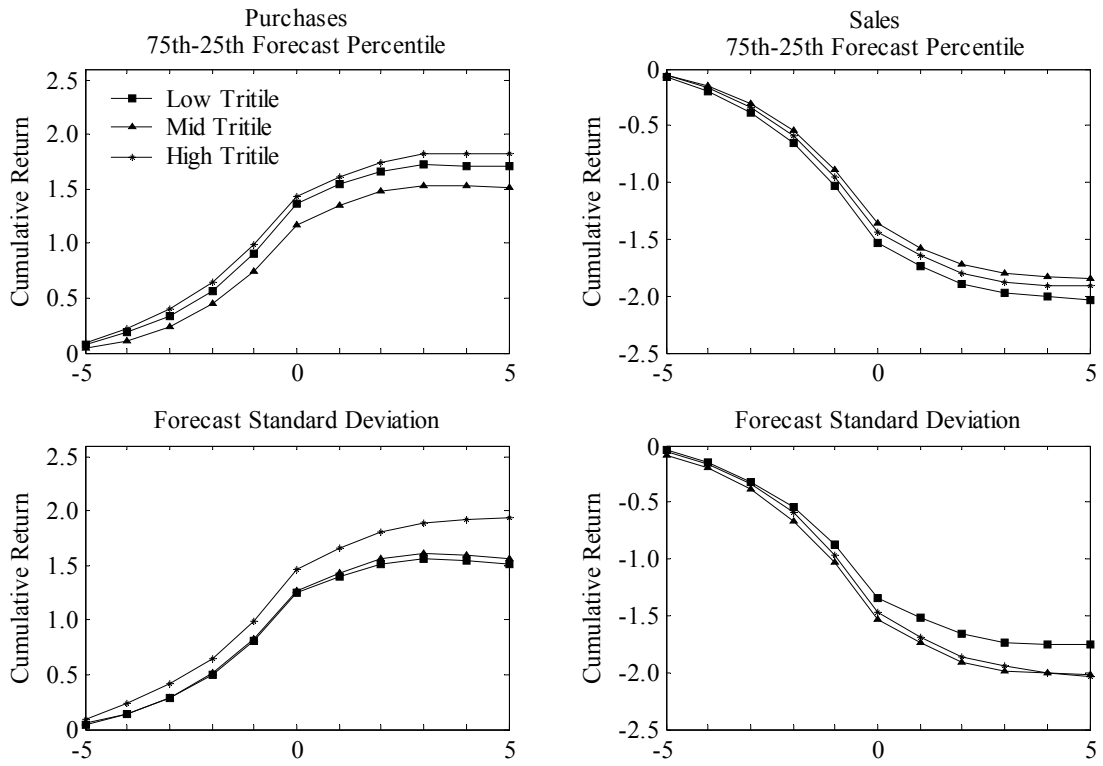 Purchases
75th-25th Forecast Percentile
Cumulative Return
2.5
2.0
1.5
1.0
0.5
0
-5
0
5
Low Tritile
Mid Tritile
High Tritile
Sales
75th-25th Forecast Percentile
Cumulative Return
0
-0.5
-1.0
-1.5
-2.0
-2.5
-5
0
5
Forecast Standard Deviation
Cumulative Return
2.5
2.0
1.5
1.0
0.5
0
-5
0
5
Forecast Standard Deviation
Cumulative Return
0
-0.5
-1.0
-1.5
-2.0
-2.5
-5
0
5